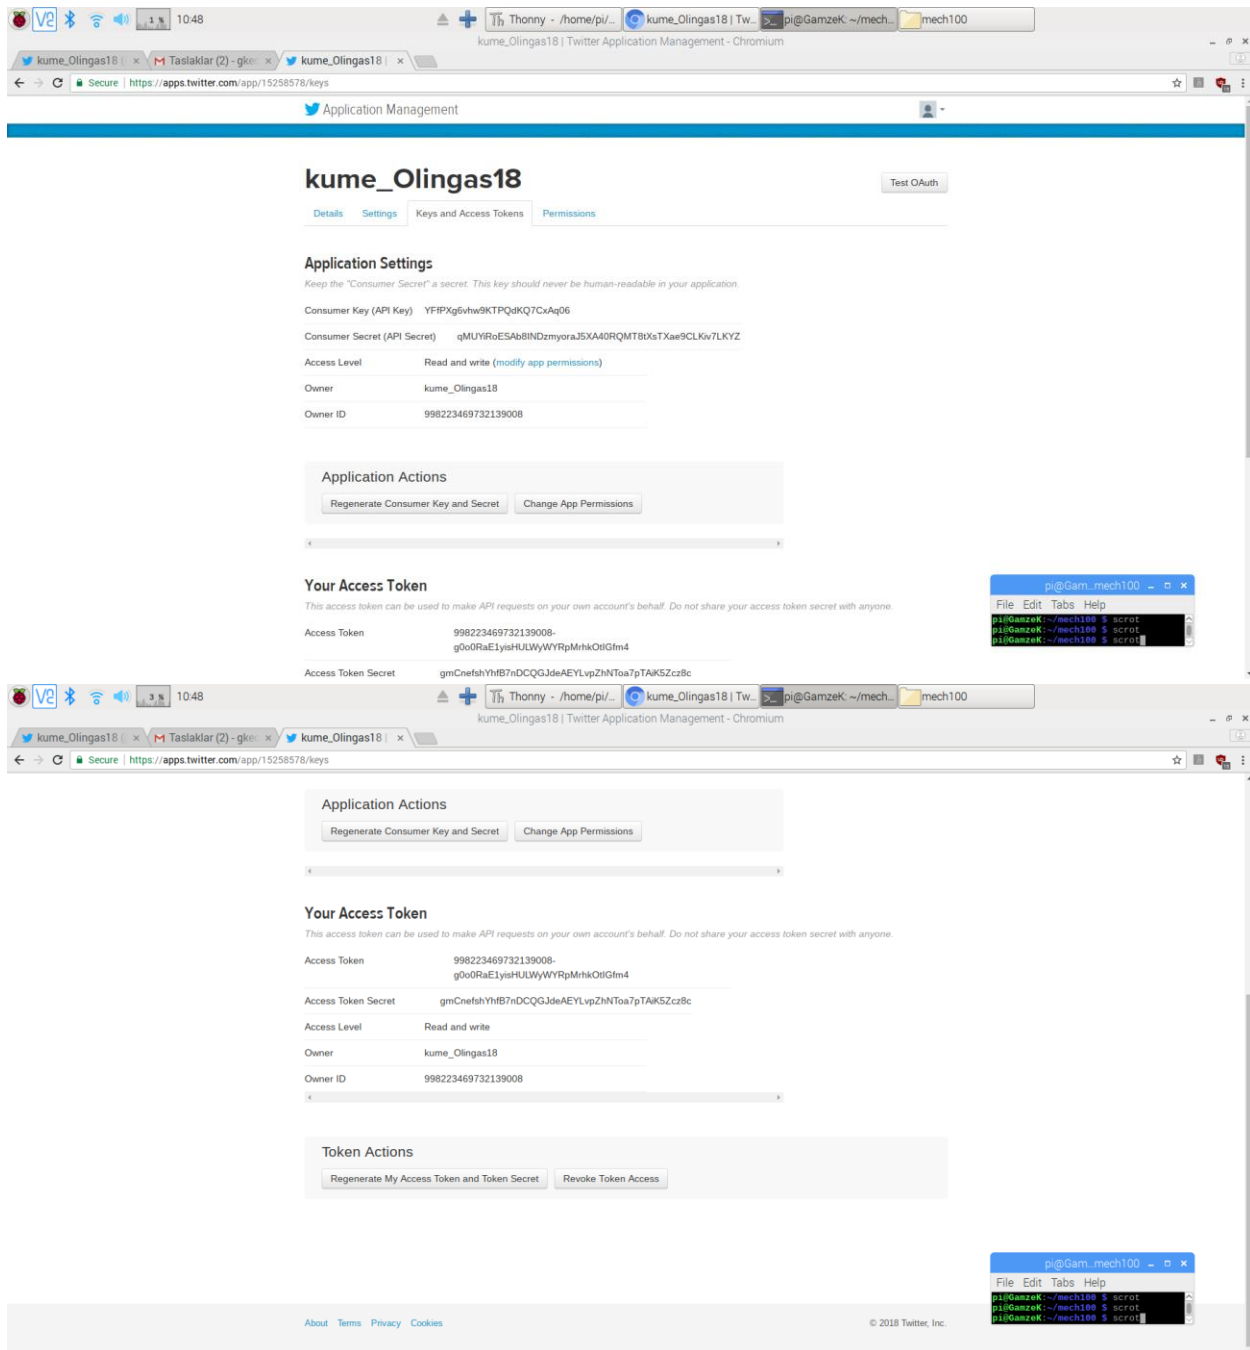 1 %
10:48
Thonny - /home/pi/...
kume_Olingas18 | Tw...
pi@GamzeK: ~/mech...
mech100
kume_Olingas18 | Twitter Application Management - Chromium
kume_Olingas18 |
Taslaklar (2) - gke
kume_Olingas18 |
Secure | https://apps.twitter.com/app/15258578/keys
Application Management
kume_Olingas18
Test OAuth
Details Settings Keys and Access Tokens Permissions
Application Settings
Keep the "Consumer Secret" a secret. This key should never be human-readable in your application.
Consumer Key (API Key) YFfPXg6vhw9KTPQdKQ7CxAq06
Consumer Secret (API Secret) qMUYiRoESAb8INDzmyoraJ5XA40RQMT8tXsTXae9CLKiv7LKYZ
Access Level Read and write (modify app permissions)
Owner kume_Olingas18
Owner ID 998223469732139008
Application Actions
Regenerate Consumer Key and Secret Change App Permissions
Your Access Token
This access token can be used to make API requests on your own account's behalf. Do not share your access token secret with anyone.
Access Token 998223469732139008-
g0o0RaE1yisHULWyWYRpMrhkOtIGfm4
Access Token Secret gmCnefshYhfB7nDCQGJdeAEYLvpZhNToa7pTAiK5Zcz8c
pi@Gam...mech100
File Edit Tabs Help
pi@GamzeK:~/mech100 $ scrot
pi@GamzeK:~/mech100 $ scrot
pi@GamzeK:~/mech100 $ scrot
3 %
10:48
Thonny - /home/pi/...
kume_Olingas18 | Tw...
pi@GamzeK: ~/mech...
mech100
kume_Olingas18 | Twitter Application Management - Chromium
kume_Olingas18 |
Taslaklar (2) - gke
kume_Olingas18 |
Secure | https://apps.twitter.com/app/15258578/keys
Application Actions
Regenerate Consumer Key and Secret Change App Permissions
Your Access Token
This access token can be used to make API requests on your own account's behalf. Do not share your access token secret with anyone.
Access Token 998223469732139008-
g0o0RaE1yisHULWyWYRpMrhkOtIGfm4
Access Token Secret gmCnefshYhfB7nDCQGJdeAEYLvpZhNToa7pTAiK5Zcz8c
Access Level Read and write
Owner kume_Olingas18
Owner ID 998223469732139008
Token Actions
Regenerate My Access Token and Token Secret Revoke Token Access
pi@Gam...mech100
File Edit Tabs Help
pi@GamzeK:~/mech100 $ scrot
pi@GamzeK:~/mech100 $ scrot
pi@GamzeK:~/mech100 $ scrot
About Terms Privacy Cookies
© 2018 Twitter, Inc.